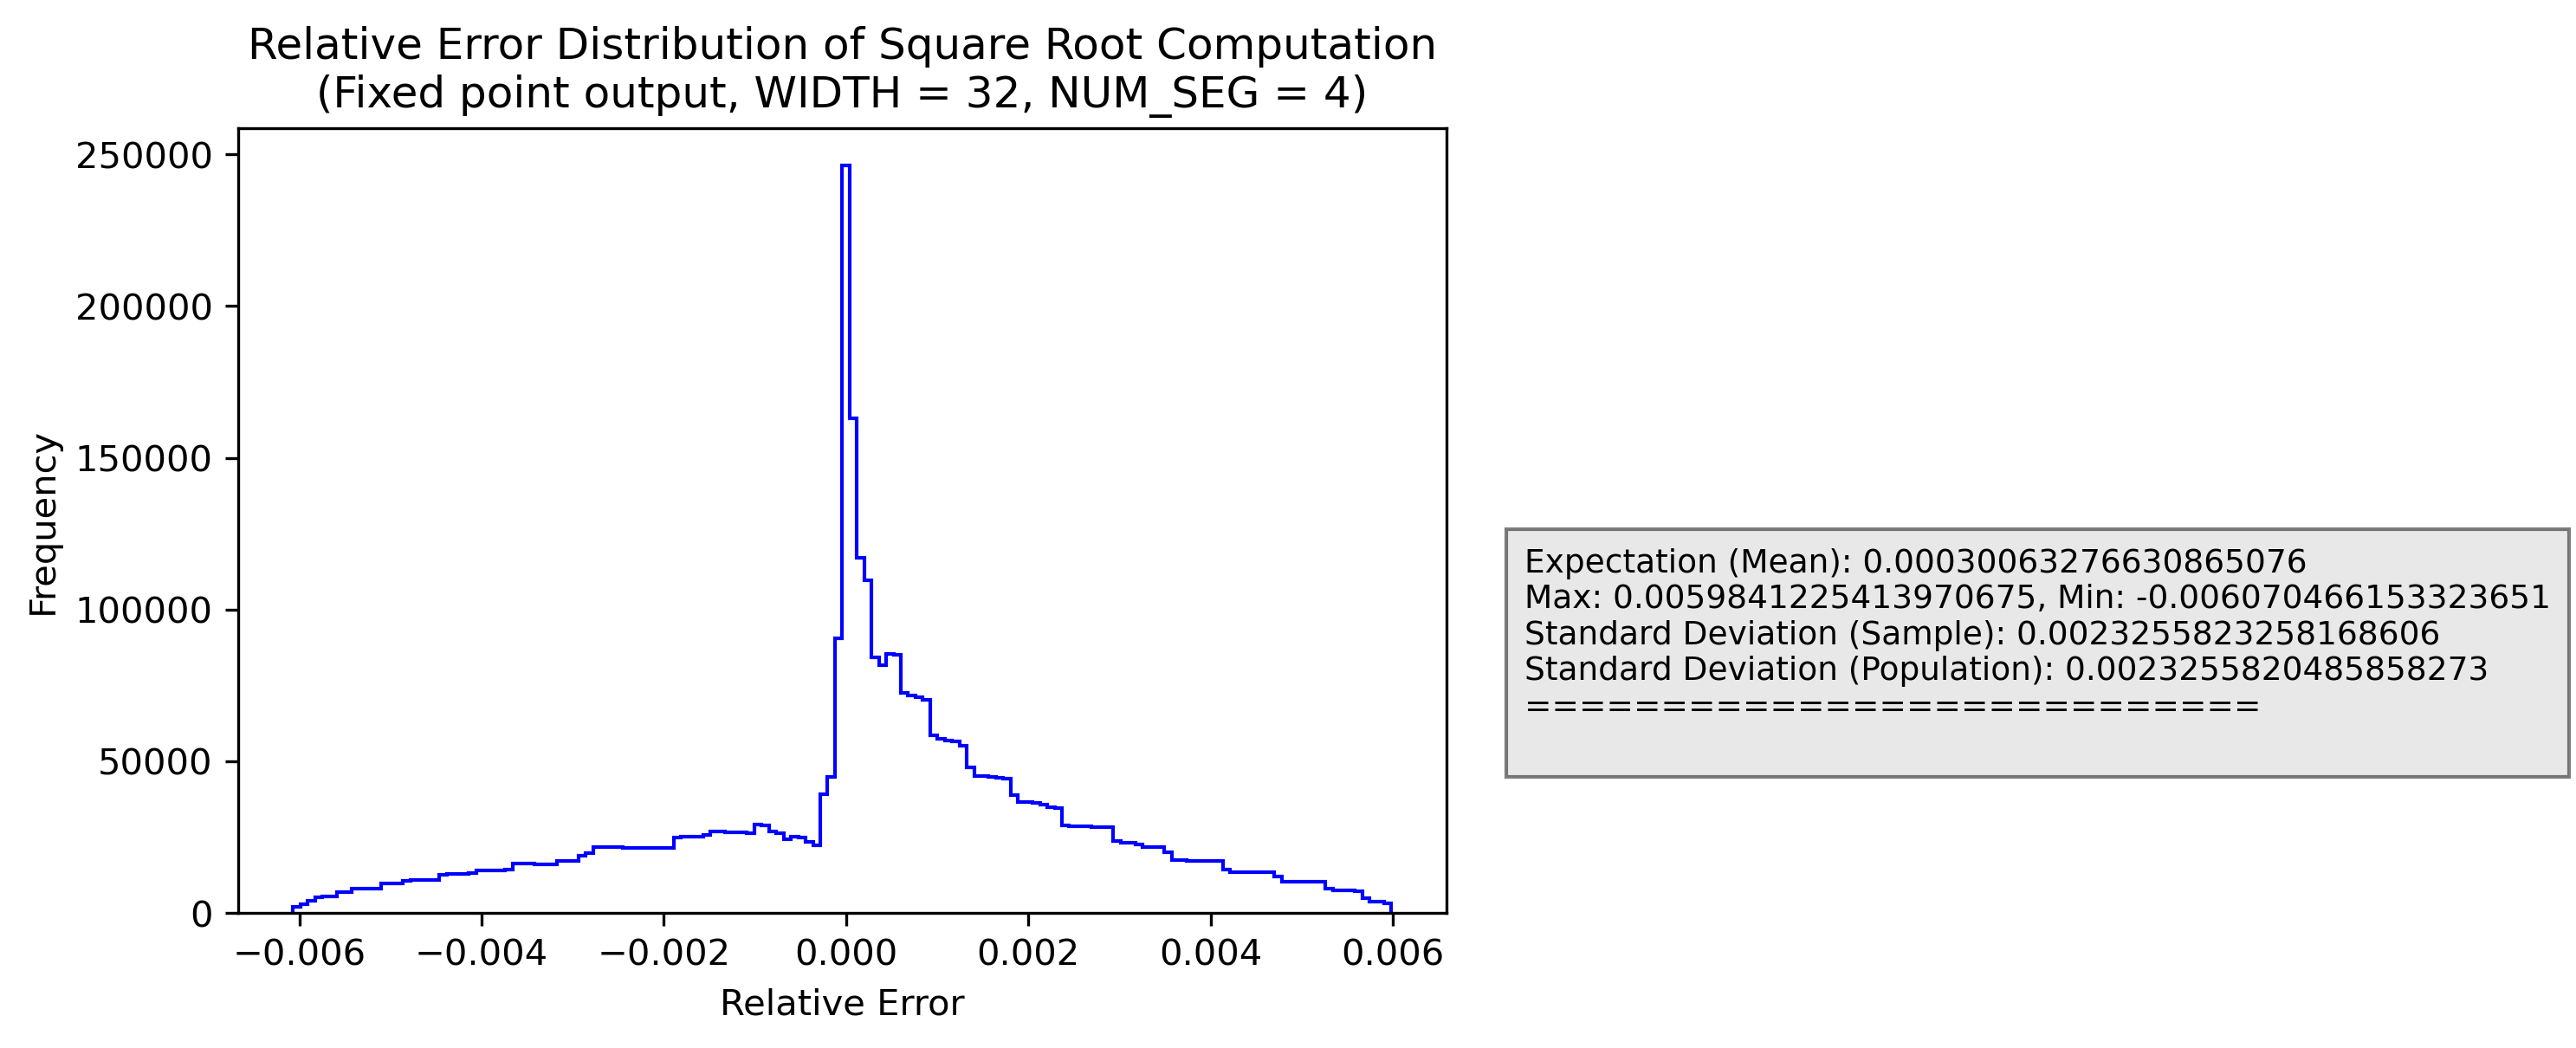 Relative Error Distribution of Square Root Computation
(Fixed point output, WIDTH = 32, NUM_SEG = 4)
250000
200000
150000
100000
50000
0
Frequency
−0.006 −0.004 −0.002 0.000 0.002 0.004 0.006
Relative Error
Expectation (Mean): 0.00030063276630865076
Max: 0.0059841225413970675, Min: -0.006070466153323651
Standard Deviation (Sample): 0.0023255823258168606
Standard Deviation (Population): 0.0023255820485858273
===========================